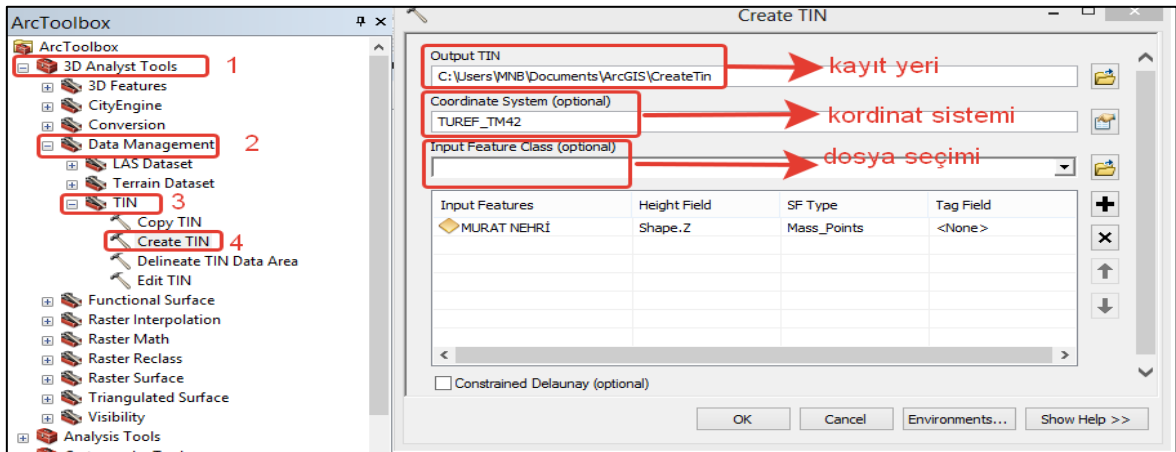 ArcToolbox
ArcToolbox
3D Analyst Tools 1
3D Features
CityEngine
Conversion
Data Management 2
LAS Dataset
Terrain Dataset
TIN 3
Copy TIN
Create TIN 4
Delineate TIN Data Area
Edit TIN
Functional Surface
Raster Interpolation
Raster Math
Raster Reclass
Raster Surface
Triangulated Surface
Visibility
Analysis Tools
Create TIN
Output TIN
C:\Users\MNB\Documents\ArcGIS\CreateTin
kayıt yeri
Coordinate System (optional)
TUREF_TM42
kordinat sistemi
Input Feature Class (optional)
dosya seçimi
Input Features Height Field SF Type Tag Field
MURAT NEHRİ Shape.Z Mass_Points <None>
Constrained Delaunay (optional)
OK Cancel Environments... Show Help >>